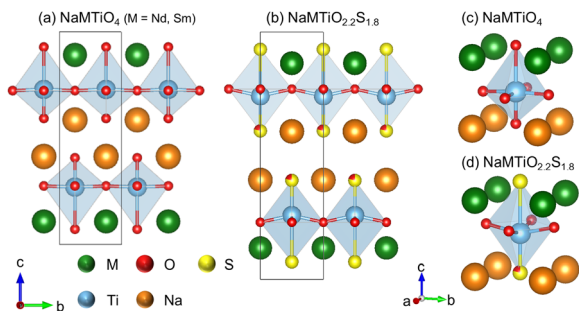 (a) NaMTiO4 (M = Nd, Sm)
(b) NaMTiO2.2S1.8
(c) NaMTiO4
(d) NaMTiO2.2S1.8
M
O
S
Ti
Na
c
b
c
a
b